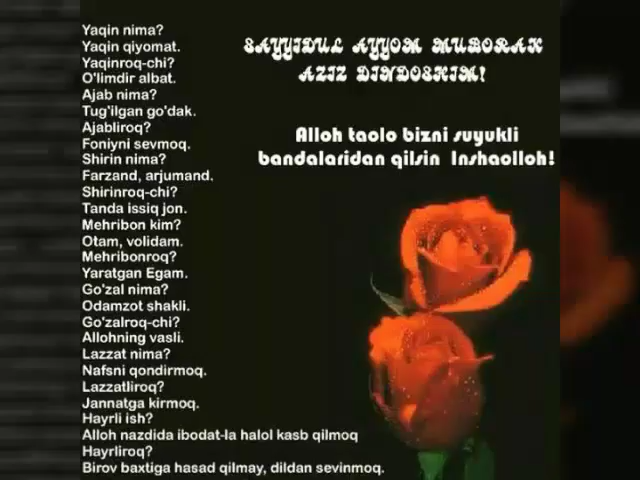 Yaqin nima?
Yaqin qiyomat.
Yaqinroq-chi?
O'limdir albat.
Ajab nima?
Tug'ilgan go'dak.
Ajabliroq?
Foniyni sevmoq.
Shirin nima?
Farzand, arjumand.
Shirinroq-chi?
Tanda issiq jon.
Mehribon kim?
Otam, volidam.
Mehribonroq?
Yaratgan Egam.
Go'zal nima?
Odamzot shakli.
Go'zalroq-chi?
Allohning vasli.
Lazzat nima?
Nafsni qondirmoq.
Lazzatliroq?
Jannatga kirmoq.
Hayrli ish?
Alloh nazdida ibodat-la halol kasb qilmoq
Hayrliroq?
Birov baxtiga hasad qilmay, dildan sevinmoq.
SAYYIDUL AYYOM MUBORAK
AZIZ DINDOSHIM!
Alloh taolo bizni suyukli
bandalaridan qilsin Inshaolloh!